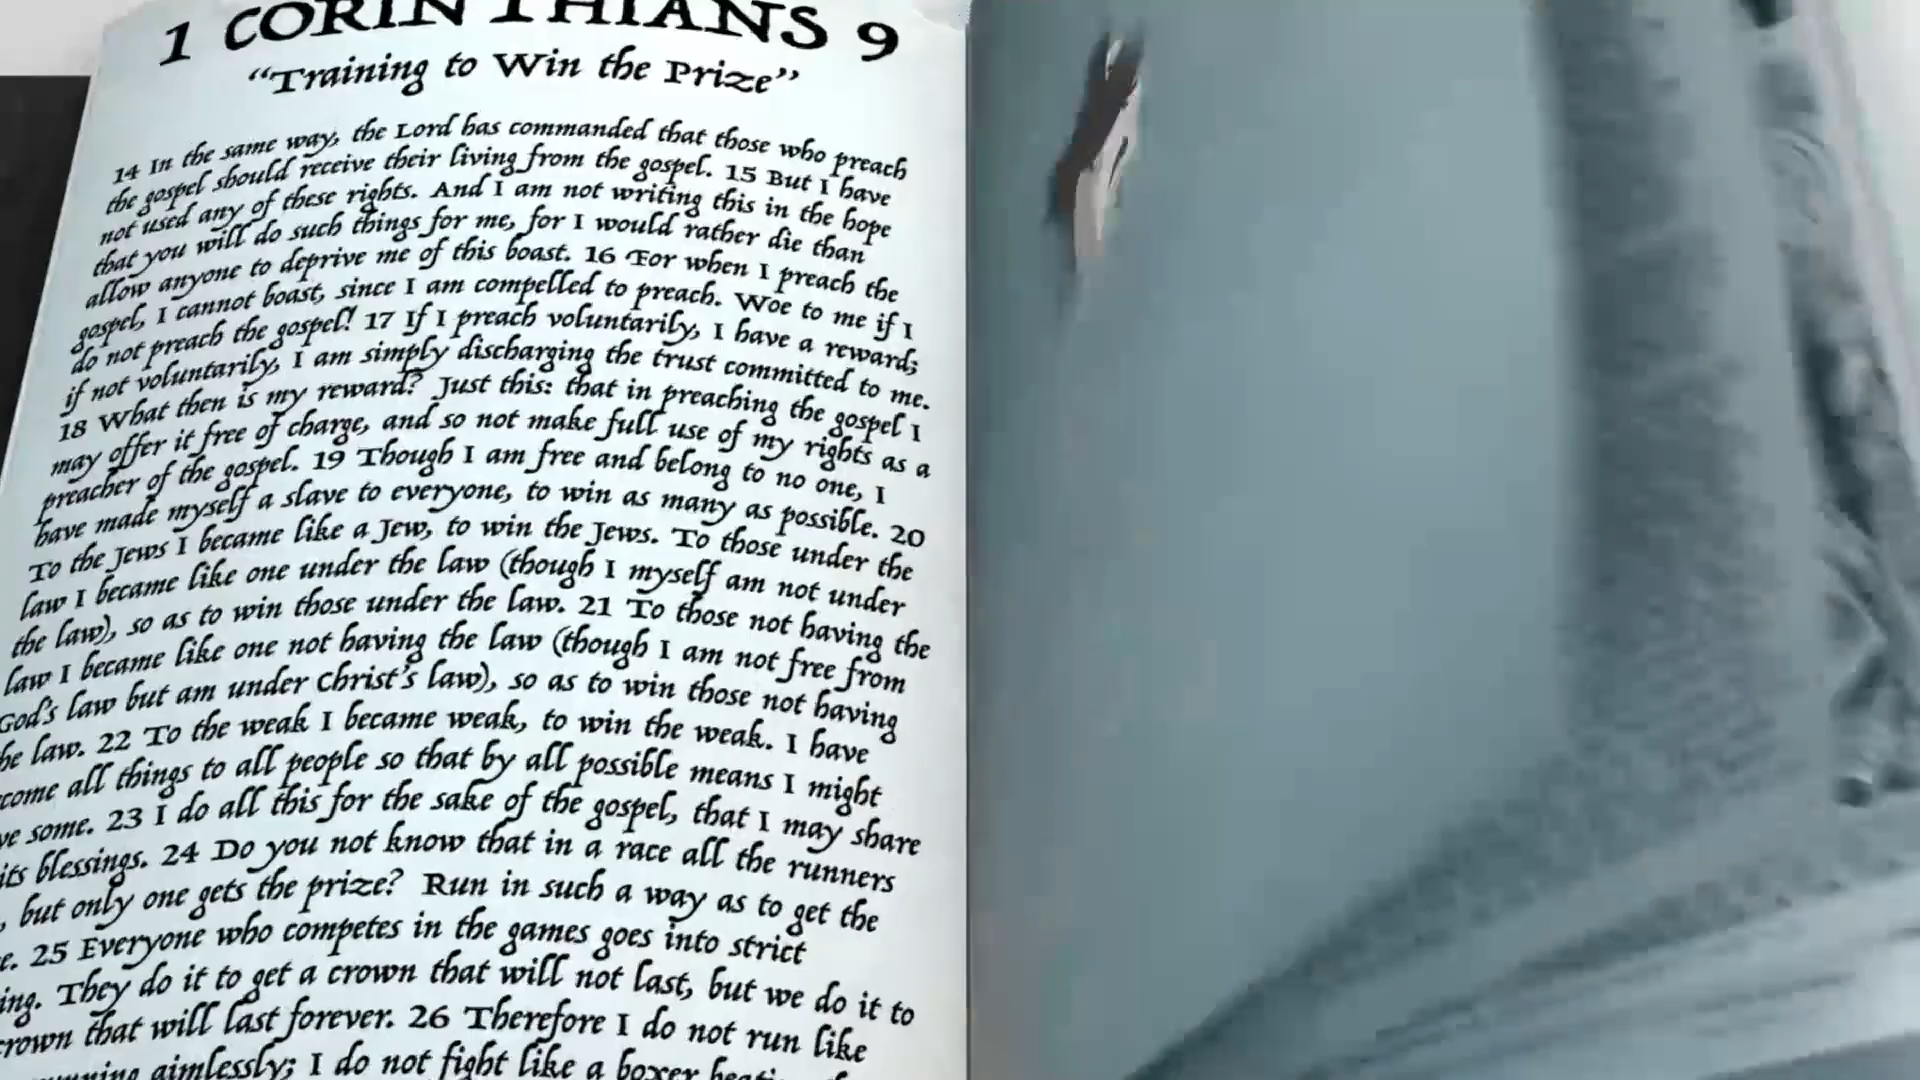 1 CORINTHIANS 9
“Training to Win the Prize”
14 In the same way, the Lord has commanded that those who preach
the gospel should receive their living from the gospel. 15 But I have
not used any of these rights. And I am not writing this in the hope
that you will do such things for me, for I would rather die than
allow anyone to deprive me of this boast. 16 For when I preach the
gospel, I cannot boast, since I am compelled to preach. Woe to me if I
do not preach the gospel! 17 If I preach voluntarily, I have a reward;
if not voluntarily, I am simply discharging the trust committed to me.
18 What then is my reward? Just this: that in preaching the gospel I
may offer it free of charge, and so not make full use of my rights as a
preacher of the gospel. 19 Though I am free and belong to no one, I
have made myself a slave to everyone, to win as many as possible. 20
To the Jews I became like a Jew, to win the Jews. To those under the
law I became like one under the law (though I myself am not under
the law), so as to win those under the law. 21 To those not having the
law I became like one not having the law (though I am not free from
God's law but am under Christ's law), so as to win those not having
he law. 22 To the weak I became weak, to win the weak. I have
come all things to all people so that by all possible means I might
ve some. 23 I do all this for the sake of the gospel, that I may share
its blessings. 24 Do you not know that in a race all the runners
, but only one gets the prize? Run in such a way as to get the
e. 25 Everyone who competes in the games goes into strict
ing. They do it to get a crown that will not last, but we do it to
crown that will last forever. 26 Therefore I do not run like
aimlessly; I do not fight like a boxer